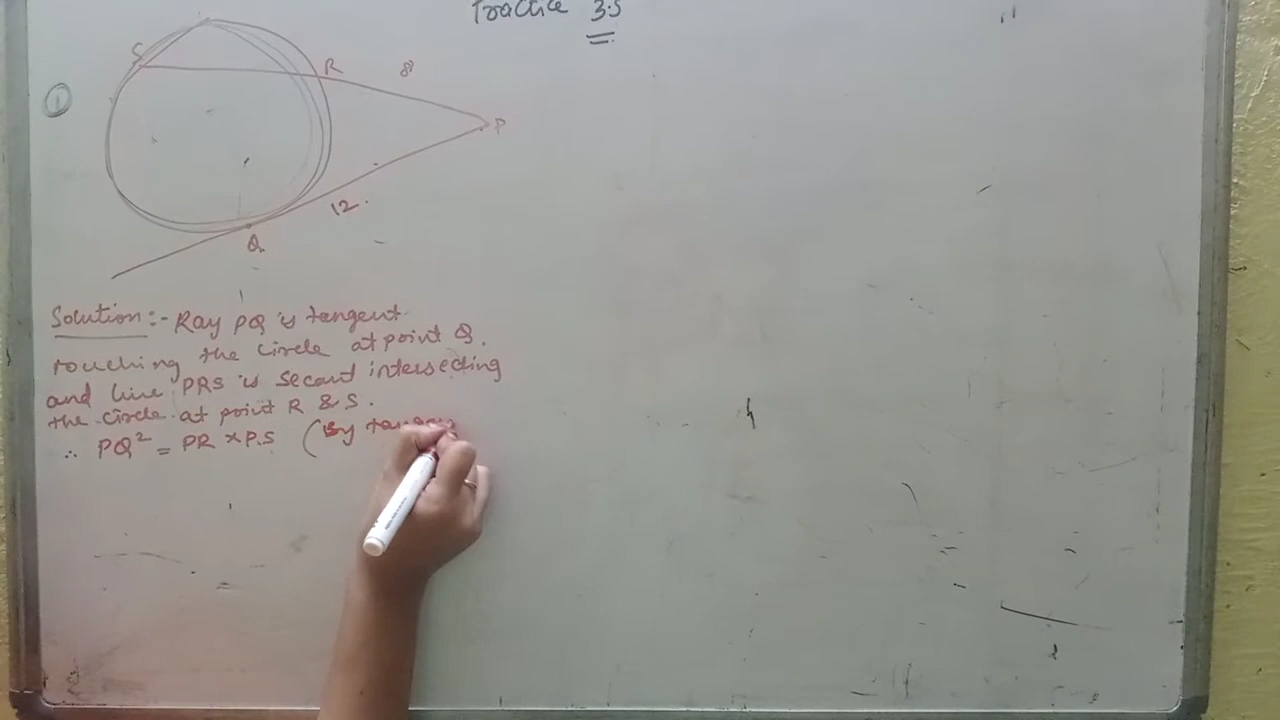 Practice 3.5
①
S
R
8
P
12.
Q
Solution:- Ray PQ is tangent
touching the circle at point Q.
and line PRS is secant intersecting
the circle at point R & S.
∴ PQ² = PR × PS (By